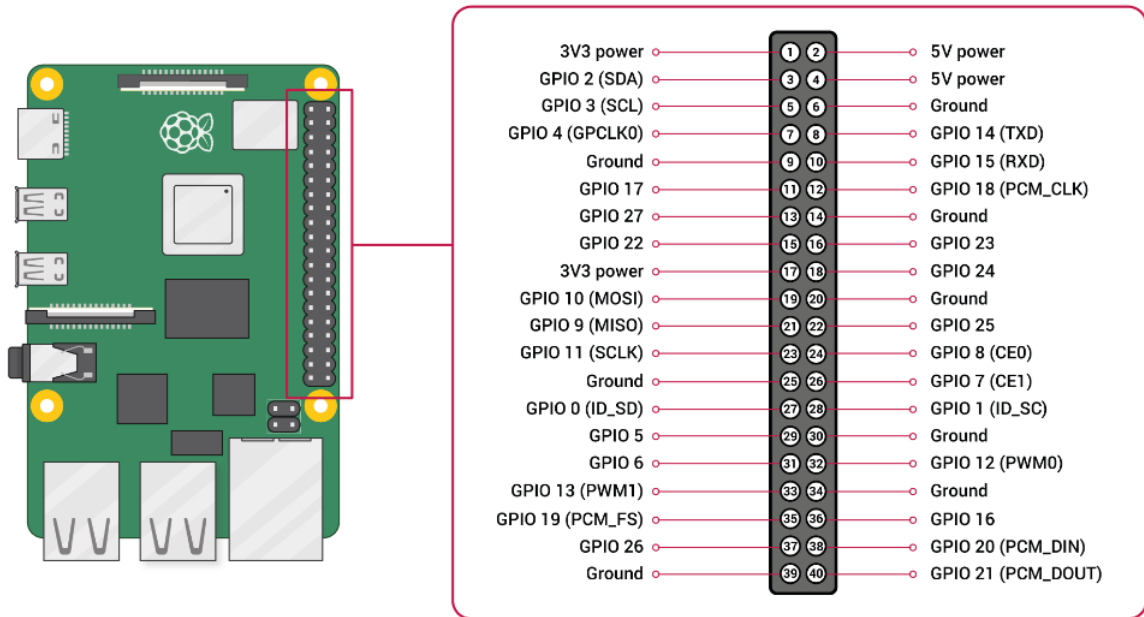 3V3 power 1 2 5V power
GPIO 2 (SDA) 3 4 5V power
GPIO 3 (SCL) 5 6 Ground
GPIO 4 (GPCLK0) 7 8 GPIO 14 (TXD)
Ground 9 10 GPIO 15 (RXD)
GPIO 17 11 12 GPIO 18 (PCM_CLK)
GPIO 27 13 14 Ground
GPIO 22 15 16 GPIO 23
3V3 power 17 18 GPIO 24
GPIO 10 (MOSI) 19 20 Ground
GPIO 9 (MISO) 21 22 GPIO 25
GPIO 11 (SCLK) 23 24 GPIO 8 (CE0)
Ground 25 26 GPIO 7 (CE1)
GPIO 0 (ID_SD) 27 28 GPIO 1 (ID_SC)
GPIO 5 29 30 Ground
GPIO 6 31 32 GPIO 12 (PWM0)
GPIO 13 (PWM1) 33 34 Ground
GPIO 19 (PCM_FS) 35 36 GPIO 16
GPIO 26 37 38 GPIO 20 (PCM_DIN)
Ground 39 40 GPIO 21 (PCM_DOUT)